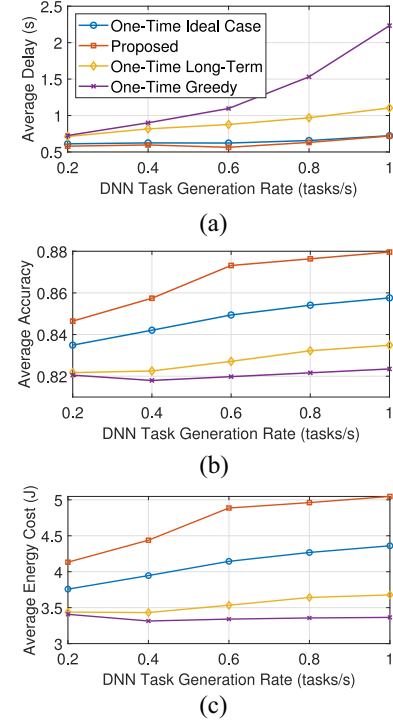 2.5
2
1.5
1
0.5
Average Delay (s)
One-Time Ideal Case
Proposed
One-Time Long-Term
One-Time Greedy
0.2 0.4 0.6 0.8 1
DNN Task Generation Rate (tasks/s)
(a)
0.88
0.86
0.84
0.82
Average Accuracy
0.2 0.4 0.6 0.8 1
DNN Task Generation Rate (tasks/s)
(b)
5
4.5
4
3.5
3
Average Energy Cost (J)
0.2 0.4 0.6 0.8 1
DNN Task Generation Rate (tasks/s)
(c)